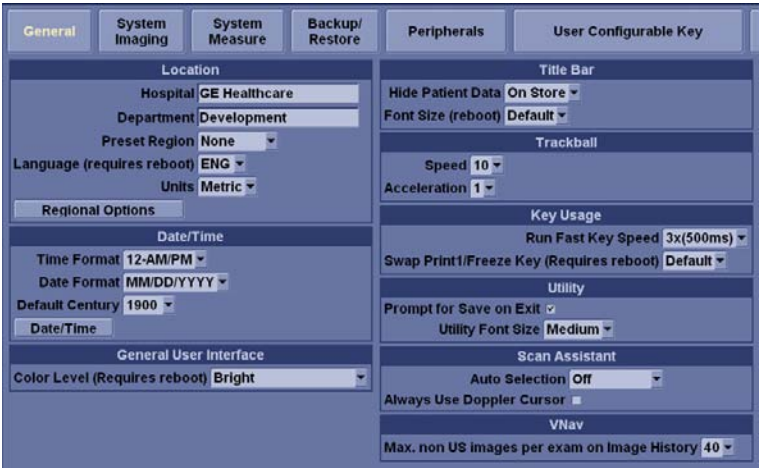 General
System
Imaging
System
Measure
Backup/
Restore
Peripherals
User Configurable Key
Location
Hospital GE Healthcare
Department Development
Preset Region None
Language (requires reboot) ENG
Units Metric
Regional Options
Date/Time
Time Format 12-AM/PM
Date Format MM/DD/YYYY
Default Century 1900
Date/Time
General User Interface
Color Level (Requires reboot) Bright
Title Bar
Hide Patient Data On Store
Font Size (reboot) Default
Trackball
Speed 10
Acceleration 1
Key Usage
Run Fast Key Speed 3x(500ms)
Swap Print1/Freeze Key (Requires reboot) Default
Utility
Prompt for Save on Exit
Utility Font Size Medium
Scan Assistant
Auto Selection Off
Always Use Doppler Cursor
VNav
Max. non US images per exam on Image History 40